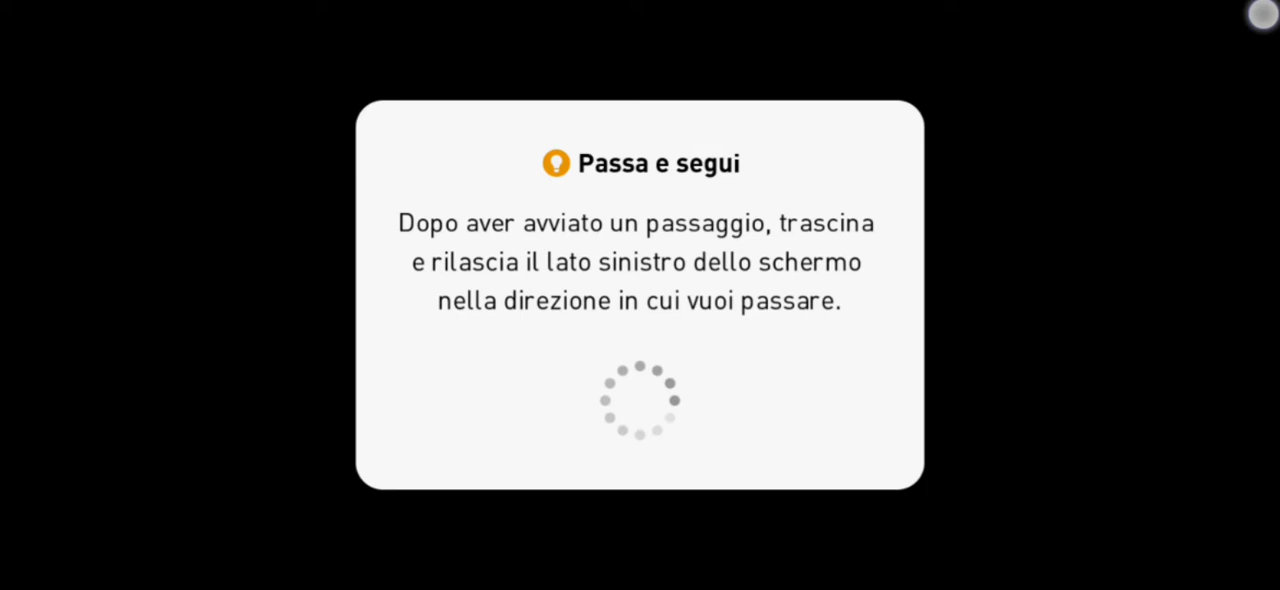 Passa e segui
Dopo aver avviato un passaggio, trascina
e rilascia il lato sinistro dello schermo
nella direzione in cui vuoi passare.